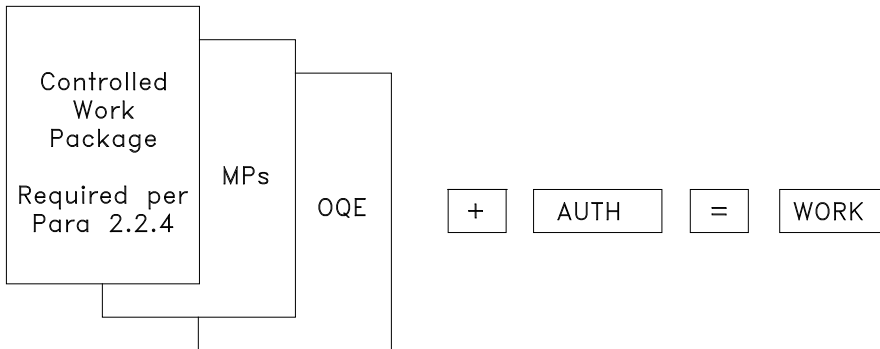 Controlled
Work
Package
Required per
Para 2.2.4
MPs
OQE
+
AUTH
=
WORK